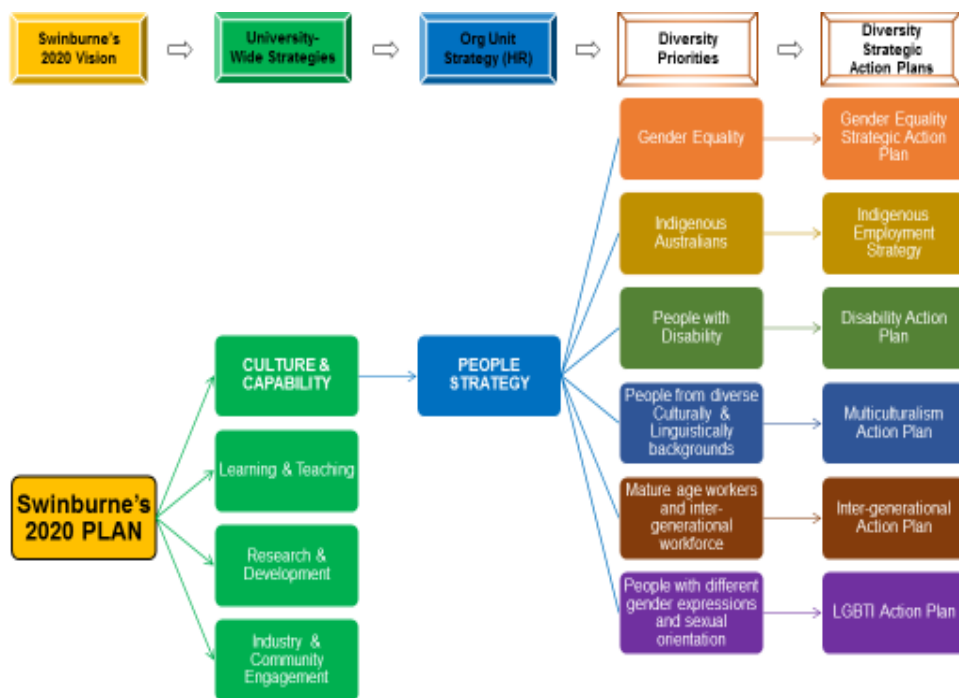 Swinburne's
2020 Vision
University-
Wide Strategies
Org Unit
Strategy (HR)
Diversity
Priorities
Diversity
Strategic
Action Plans
Gender Equality
Gender Equality
Strategic Action
Plan
Indigenous
Australians
Indigenous
Employment
Strategy
People with
Disability
Disability Action
Plan
CULTURE &
CAPABILITY
PEOPLE
STRATEGY
People from diverse
Culturally &
Linguistically
backgrounds
Multiculturalism
Action Plan
Learning & Teaching
Swinburne's
2020 PLAN
Mature age workers
and inter-
generational
workforce
Inter-generational
Action Plan
Research &
Development
People with different
gender expressions
and sexual
orientation
LGBTI Action Plan
Industry &
Community
Engagement